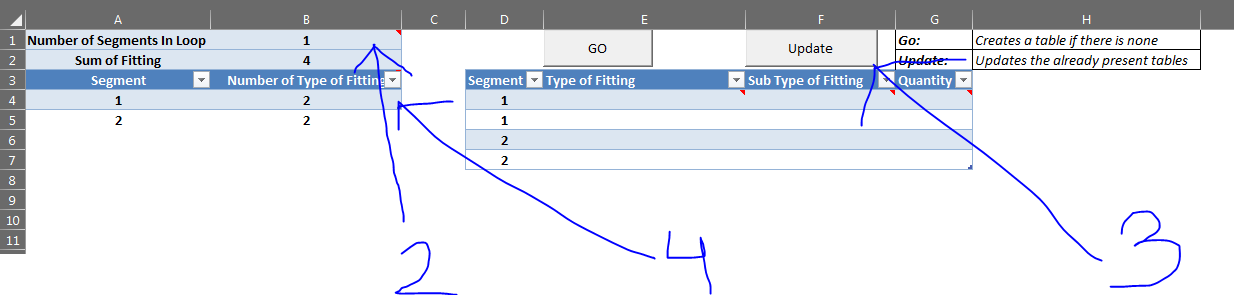 A B C D E F G H
1 Number of Segments In Loop 1 GO Update Go: Creates a table if there is none
2 Sum of Fitting 4 Update: Updates the already present tables
3 Segment Number of Type of Fitting Segment Type of Fitting Sub Type of Fitting Quantity
4 1 2 1
5 2 2 1
6 2
7 2
8
9
10
11
2 4 3